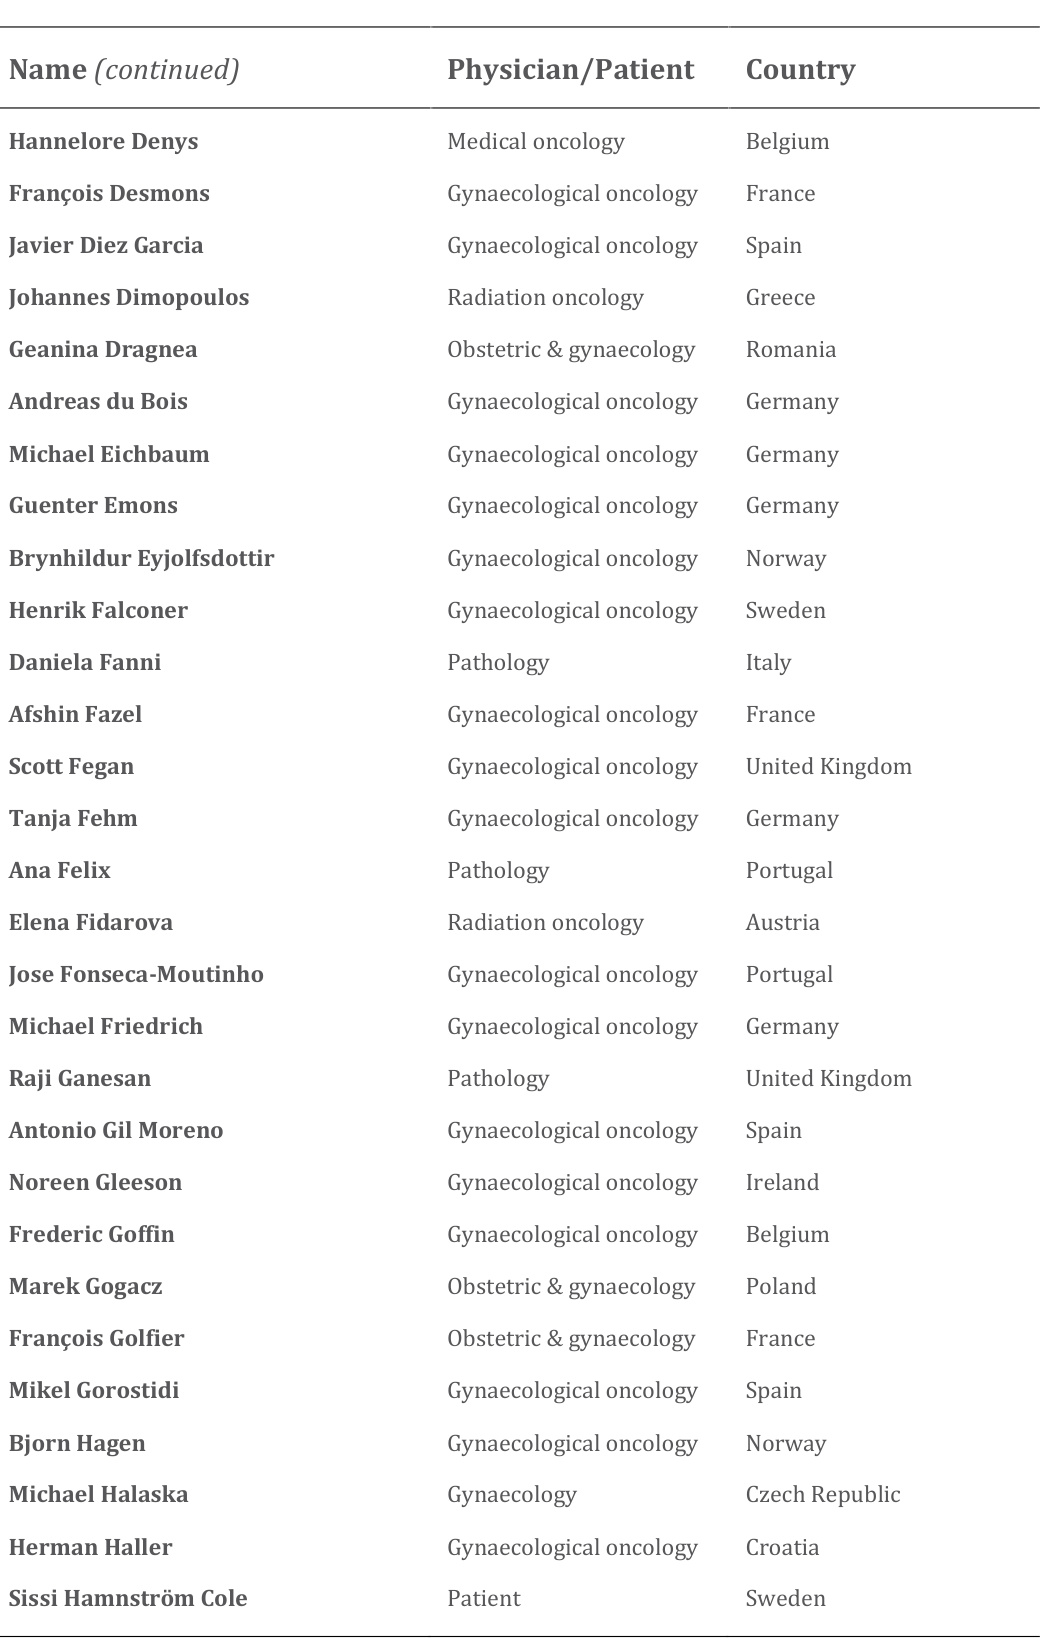 Name (continued) Physician/Patient Country
Hannelore Denys Medical oncology Belgium
François Desmons Gynaecological oncology France
Javier Diez Garcia Gynaecological oncology Spain
Johannes Dimopoulos Radiation oncology Greece
Geanina Dragnea Obstetric & gynaecology Romania
Andreas du Bois Gynaecological oncology Germany
Michael Eichbaum Gynaecological oncology Germany
Guenter Emons Gynaecological oncology Germany
Brynhildur Eyjolfsdottir Gynaecological oncology Norway
Henrik Falconer Gynaecological oncology Sweden
Daniela Fanni Pathology Italy
Afshin Fazel Gynaecological oncology France
Scott Fegan Gynaecological oncology United Kingdom
Tanja Fehm Gynaecological oncology Germany
Ana Felix Pathology Portugal
Elena Fidarova Radiation oncology Austria
Jose Fonseca-Moutinho Gynaecological oncology Portugal
Michael Friedrich Gynaecological oncology Germany
Raji Ganesan Pathology United Kingdom
Antonio Gil Moreno Gynaecological oncology Spain
Noreen Gleeson Gynaecological oncology Ireland
Frederic Goffin Gynaecological oncology Belgium
Marek Gogacz Obstetric & gynaecology Poland
François Golfier Obstetric & gynaecology France
Mikel Gorostidi Gynaecological oncology Spain
Bjorn Hagen Gynaecological oncology Norway
Michael Halaska Gynaecology Czech Republic
Herman Haller Gynaecological oncology Croatia
Sissi Hamnström Cole Patient Sweden